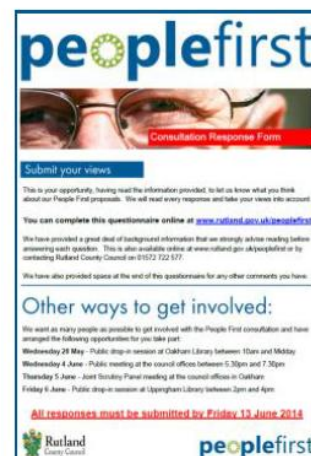 peoplefirst
Consultation Response Form
Submit your views
This is your opportunity, having read the information provided, to let us know what you think
about our People First proposals. We will read every response and take your views into account
You can complete this questionnaire online at www.rutland.gov.uk/peoplefirst
We have provided a great deal of background information that we strongly advise reading before
answering each question. This is also available online at www.rutland.gov.uk/peoplefirst or by
contacting Rutland County Council on 01572 722 577.
We have also provided space at the end of this questionnaire for any other comments you have.
Other ways to get involved:
We want as many people as possible to get involved with the People First consultation and have
arranged the following opportunities for you take part:
Wednesday 28 May - Public drop-in session at Oakham Library between 10am and Midday
Wednesday 4 June - Public meeting at the council offices between 5.30pm and 7.30pm
Thursday 5 June - Joint Scrutiny Panel meeting at the council offices in Oakham
Friday 6 June - Public drop-in session at Uppingham Library between 2pm and 4pm
All responses must be submitted by Friday 13 June 2014
Rutland
County Council
peoplefirst